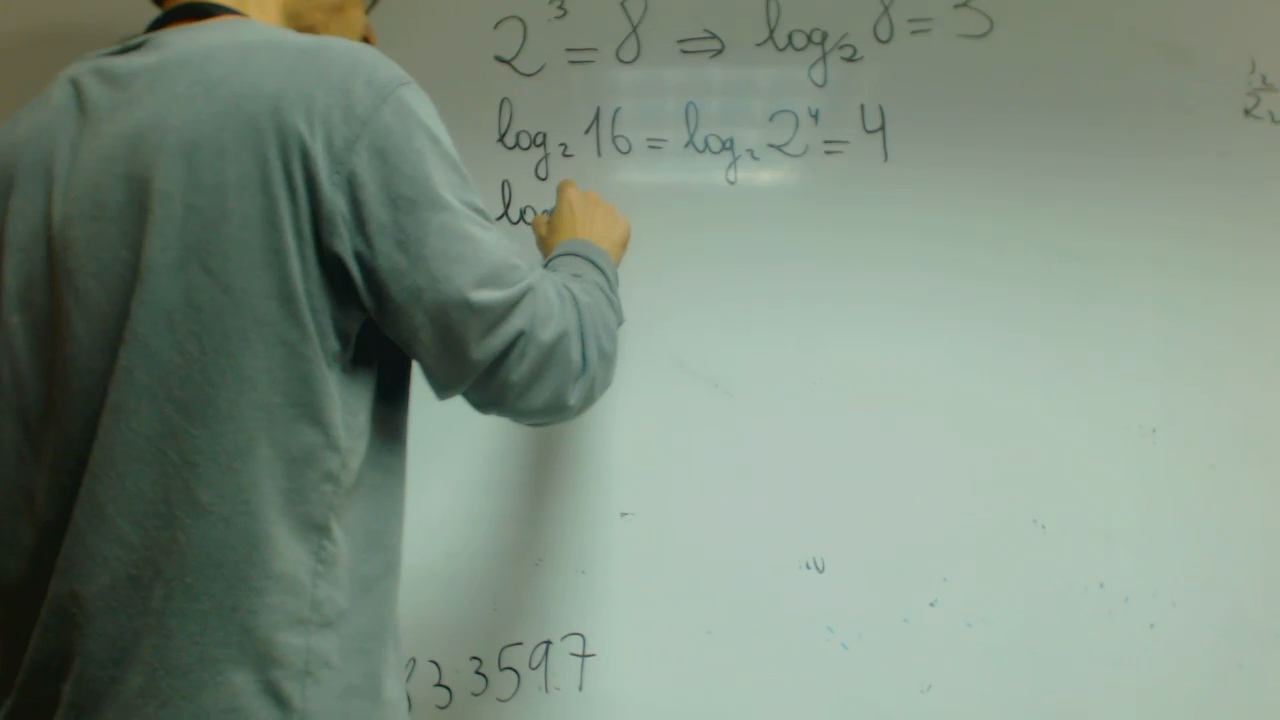 2³ = 8 ⇒ log₂ 8 = 3
log₂ 16 = log₂ 2⁴ = 4
lo
33597